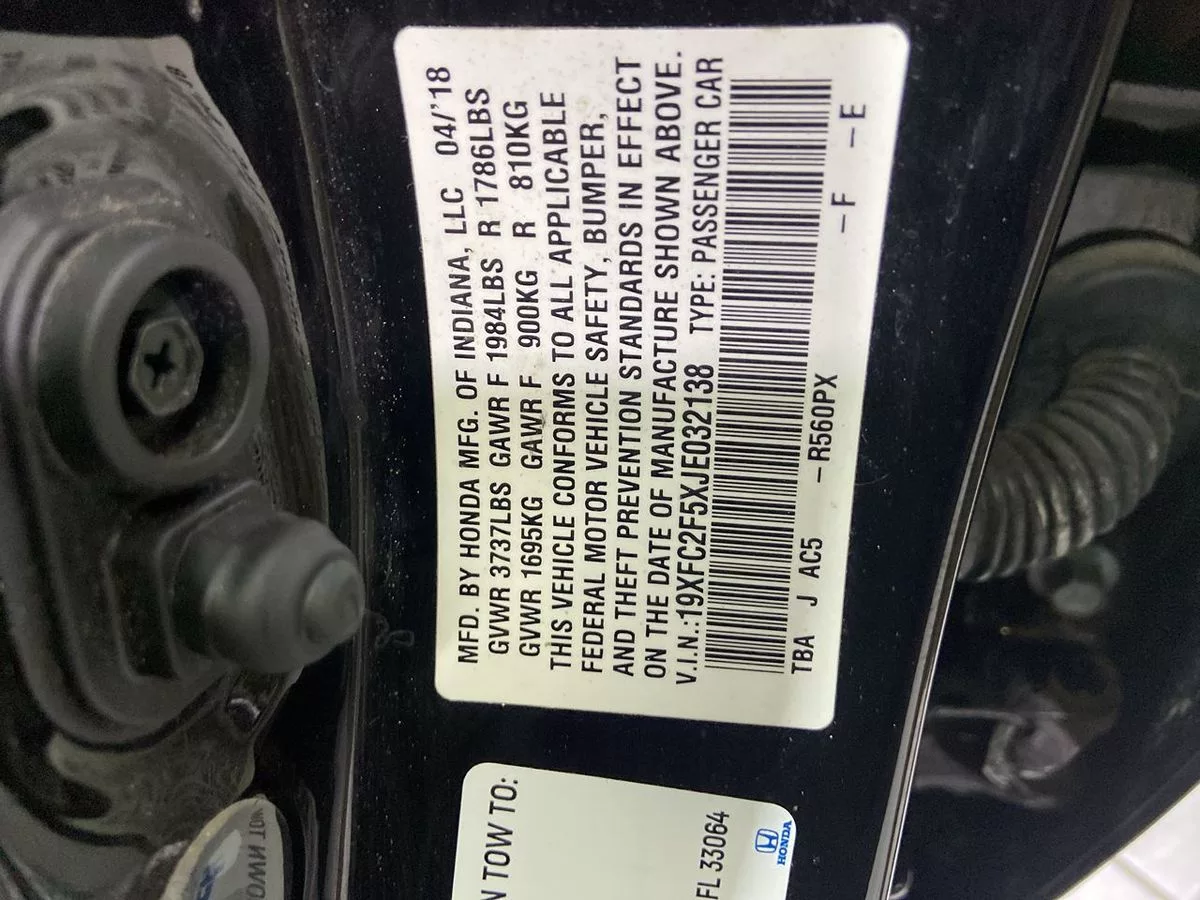 MFD. BY HONDA MFG. OF INDIANA, LLC 04/'18
GVWR 3737LBS GAWR F 1984LBS R 1786LBS
GVWR 1695KG GAWR F 900KG R 810KG
THIS VEHICLE CONFORMS TO ALL APPLICABLE
FEDERAL MOTOR VEHICLE SAFETY, BUMPER,
AND THEFT PREVENTION STANDARDS IN EFFECT
ON THE DATE OF MANUFACTURE SHOWN ABOVE.
V.I.N.:19XFC2F5XJE032138 TYPE: PASSENGER CAR
TBA J AC5 -R560PX -F -E
TOW TO:
FL 33064
HONDA